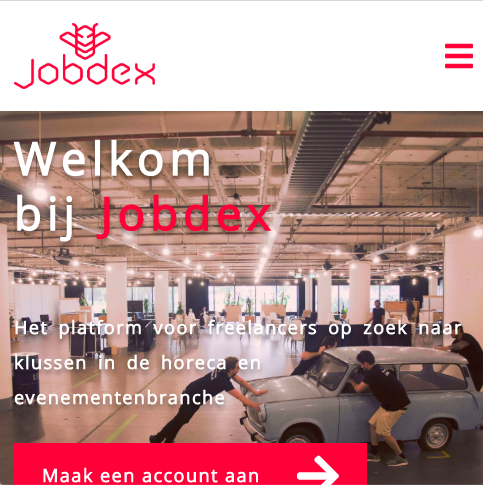 Jobdex
Welkom
bij Jobdex
Het platform voor freelancers op zoek naar
klussen in de horeca en
evenementenbranche
Maak een account aan